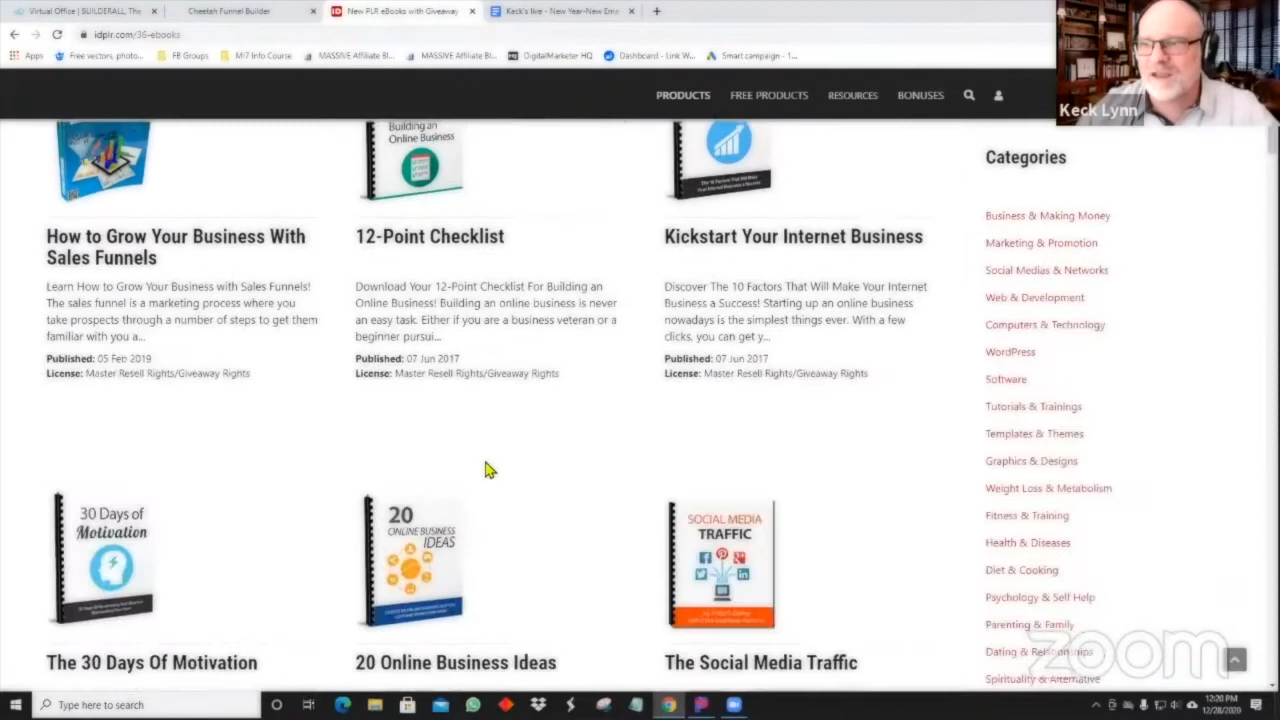 Virtual Office | BUILDERALL, The
Cheetah Funnel Builder
New PLR eBooks with Giveaway
Keck's live - New Year-New Ema
idplr.com/36-ebooks
Apps
Free vectors, photo...
FB Groups
Mi7 Info Course
MASSIVE Affiliate Bl...
MASSIVE Affiliate Bl...
DigitalMarketer HQ
Dashboard - Link W...
Smart campaign - 1...
Keck Lynn
PRODUCTS
FREE PRODUCTS
RESOURCES
BONUSES
Building an
Online Business
How to Grow Your Business With
Sales Funnels
Learn How to Grow Your Business with Sales Funnels!
The sales funnel is a marketing process where you
take prospects through a number of steps to get them
familiar with you a...
Published: 05 Feb 2019
License: Master Resell Rights/Giveaway Rights
12-Point Checklist
Download Your 12-Point Checklist For Building an
Online Business! Building an online business is never
an easy task. Either if you are a business veteran or a
beginner pursui...
Published: 07 Jun 2017
License: Master Resell Rights/Giveaway Rights
Kickstart Your Internet Business
Discover The 10 Factors That Will Make Your Internet
Business a Success! Starting up an online business
nowadays is the simplest things ever. With a few
clicks, you can get y...
Published: 07 Jun 2017
License: Master Resell Rights/Giveaway Rights
30 Days of
Motivation
The 30 Days Of Motivation
20
ONLINE BUSINESS
IDEAS
20 Online Business Ideas
SOCIAL MEDIA
TRAFFIC
The Social Media Traffic
Categories
Business & Making Money
Marketing & Promotion
Social Medias & Networks
Web & Development
Computers & Technology
WordPress
Software
Tutorials & Trainings
Templates & Themes
Graphics & Designs
Weight Loss & Metabolism
Fitness & Training
Health & Diseases
Diet & Cooking
Psychology & Self Help
Parenting & Family
Dating & Relationships
Spirituality & Alternative
zoom
Type here to search
12:20 PM
12/28/2020